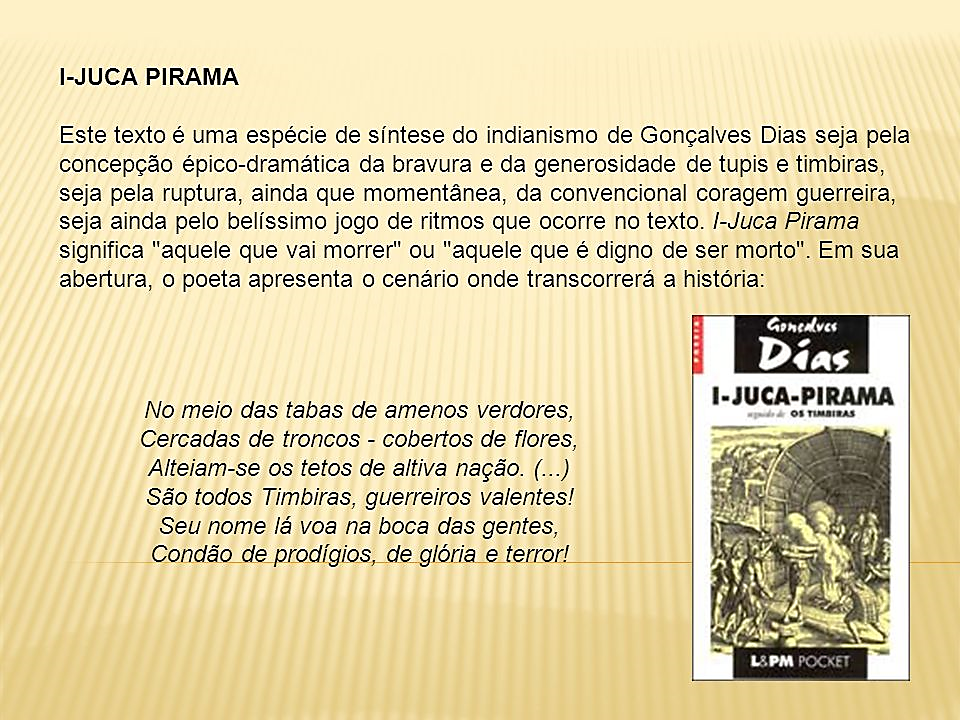 I-JUCA PIRAMA
Este texto é uma espécie de síntese do indianismo de Gonçalves Dias seja pela
concepção épico-dramática da bravura e da generosidade de tupis e timbiras,
seja pela ruptura, ainda que momentânea, da convencional coragem guerreira,
seja ainda pelo belíssimo jogo de ritmos que ocorre no texto. I-Juca Pirama
significa "aquele que vai morrer" ou "aquele que é digno de ser morto". Em sua
abertura, o poeta apresenta o cenário onde transcorrerá a história:
No meio das tabas de amenos verdores,
Cercadas de troncos - cobertos de flores,
Alteiam-se os tetos de altiva nação. (...)
São todos Timbiras, guerreiros valentes!
Seu nome lá voa na boca das gentes,
Condão de prodígios, de glória e terror!
POESIA
Gonçalves
Dias
I-JUCA-PIRAMA
seguido de OS TIMBIRAS
L&PM POCKET